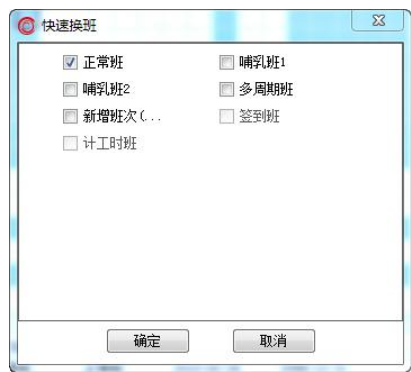 快速换班
正常班 哺乳班1
哺乳班2 多周期班
新增班次(... 签到班
计工时班
确定 取消